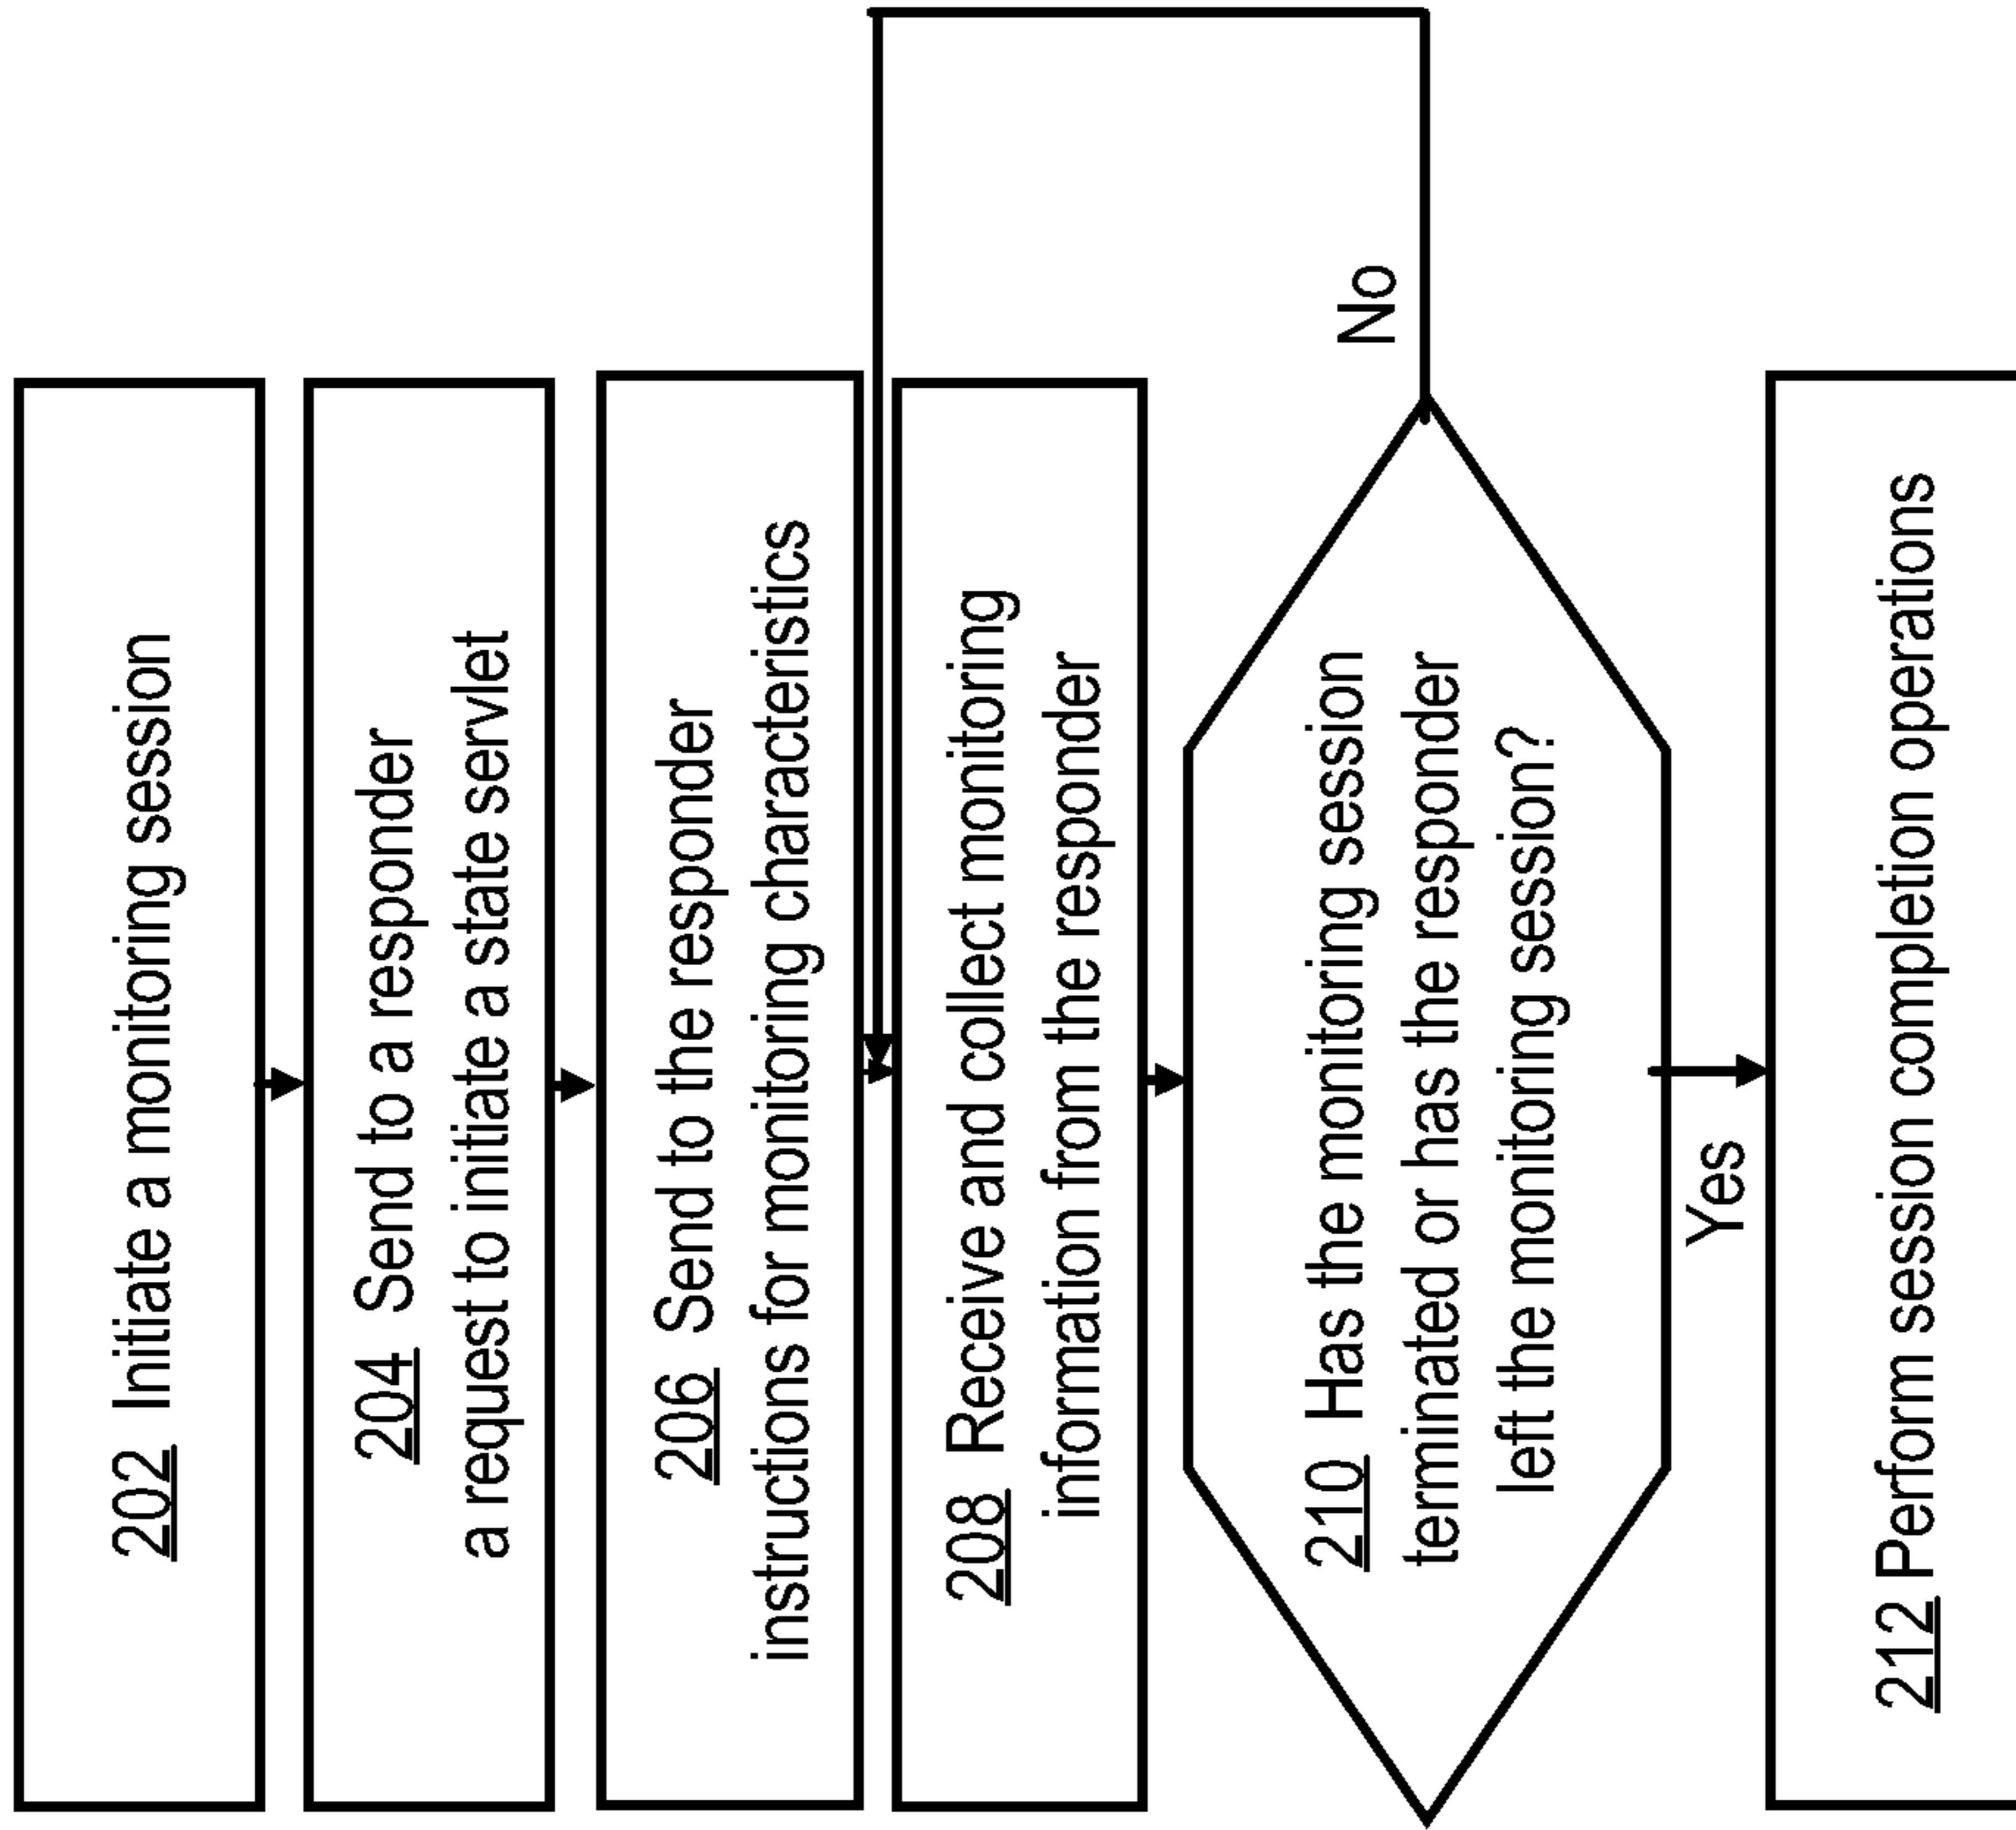 202 Initiate a monitoring session
204 Send to a responder
a request to initiate a state servlet
206 Send to the responder
instructions for monitoring characteristics
208 Receive and collect monitoring
information from the responder
210 Has the monitoring session
terminated or has the responder
left the monitoring session?
No
Yes
212 Perform session completion operations